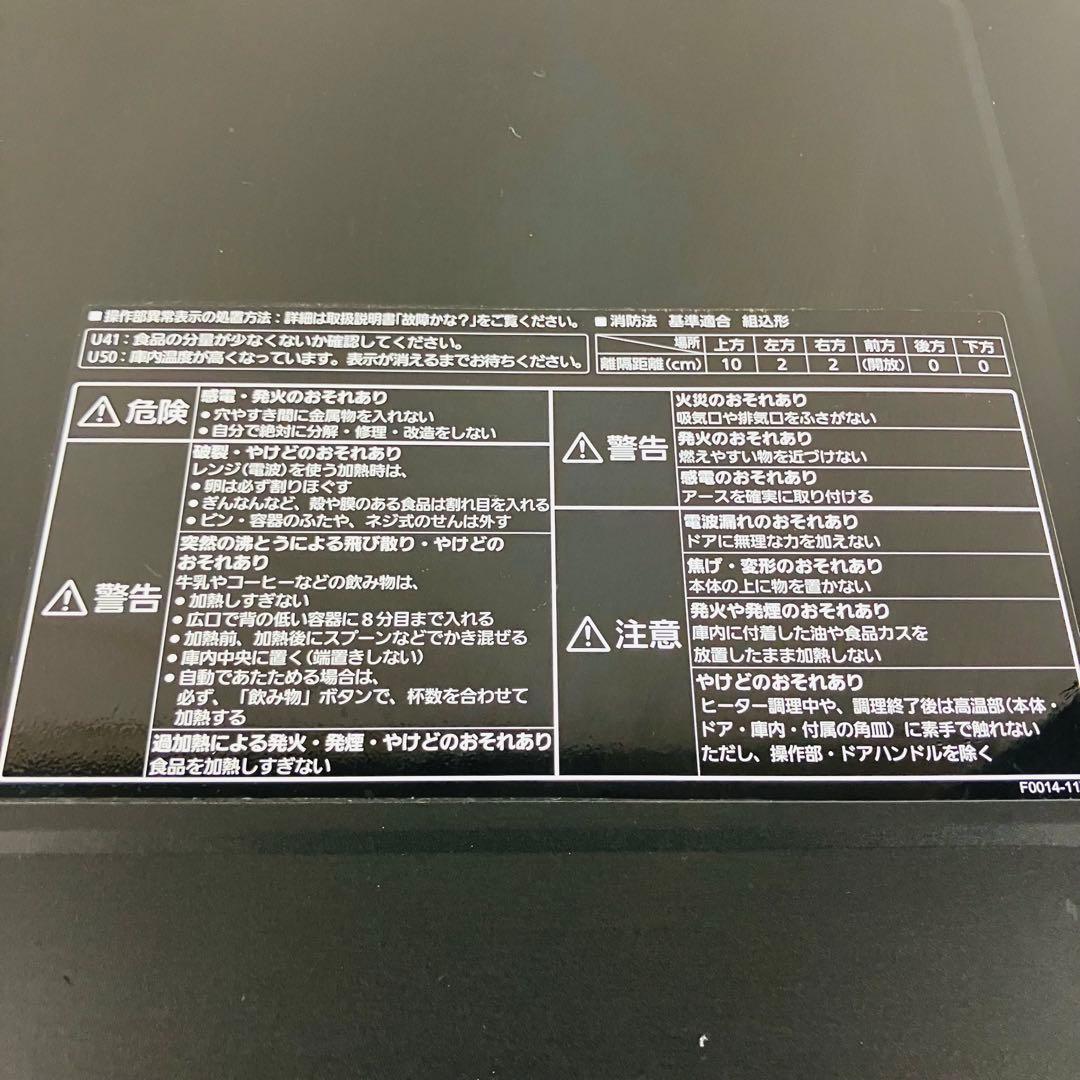 ■操作部異常表示の処置方法：詳細は取扱説明書「故障かな？」をご覧ください。
U41：食品の分量が少なくないか確認してください。
U50：庫内温度が高くなっています。表示が消えるまでお待ちください。
■消防法 基準適合 組込形
場所 上方 左方 右方 前方 後方 下方
離隔距離(cm) 10 2 2 (開放) 0 0
危険
感電・発火のおそれあり
●穴やすき間に金属物を入れない
●自分で絶対に分解・修理・改造をしない
警告
破裂・やけどのおそれあり
レンジ(電波)を使う加熱時は、
●卵は必ず割りほぐす
●ぎんなんなど、殻や膜のある食品は割れ目を入れる
●ビン・容器のふたや、ネジ式のせんは外す
突然の沸とうによる飛び散り・やけどの
おそれあり
牛乳やコーヒーなどの飲み物は、
●加熱しすぎない
●広口で背の低い容器に8分目まで入れる
●加熱前、加熱後にスプーンなどでかき混ぜる
●庫内中央に置く(端置きしない)
●自動であたためる場合は、
必ず、「飲み物」ボタンで、杯数を合わせて
加熱する
過加熱による発火・発煙・やけどのおそれあり
食品を加熱しすぎない
警告
火災のおそれあり
吸気口や排気口をふさがない
発火のおそれあり
燃えやすい物を近づけない
感電のおそれあり
アースを確実に取り付ける
注意
電波漏れのおそれあり
ドアに無理な力を加えない
焦げ・変形のおそれあり
本体の上に物を置かない
発火や発煙のおそれあり
庫内に付着した油や食品カスを
放置したまま加熱しない
やけどのおそれあり
ヒーター調理中や、調理終了後は高温部(本体・
ドア・庫内・付属の角皿)に素手で触れない
ただし、操作部・ドアハンドルを除く